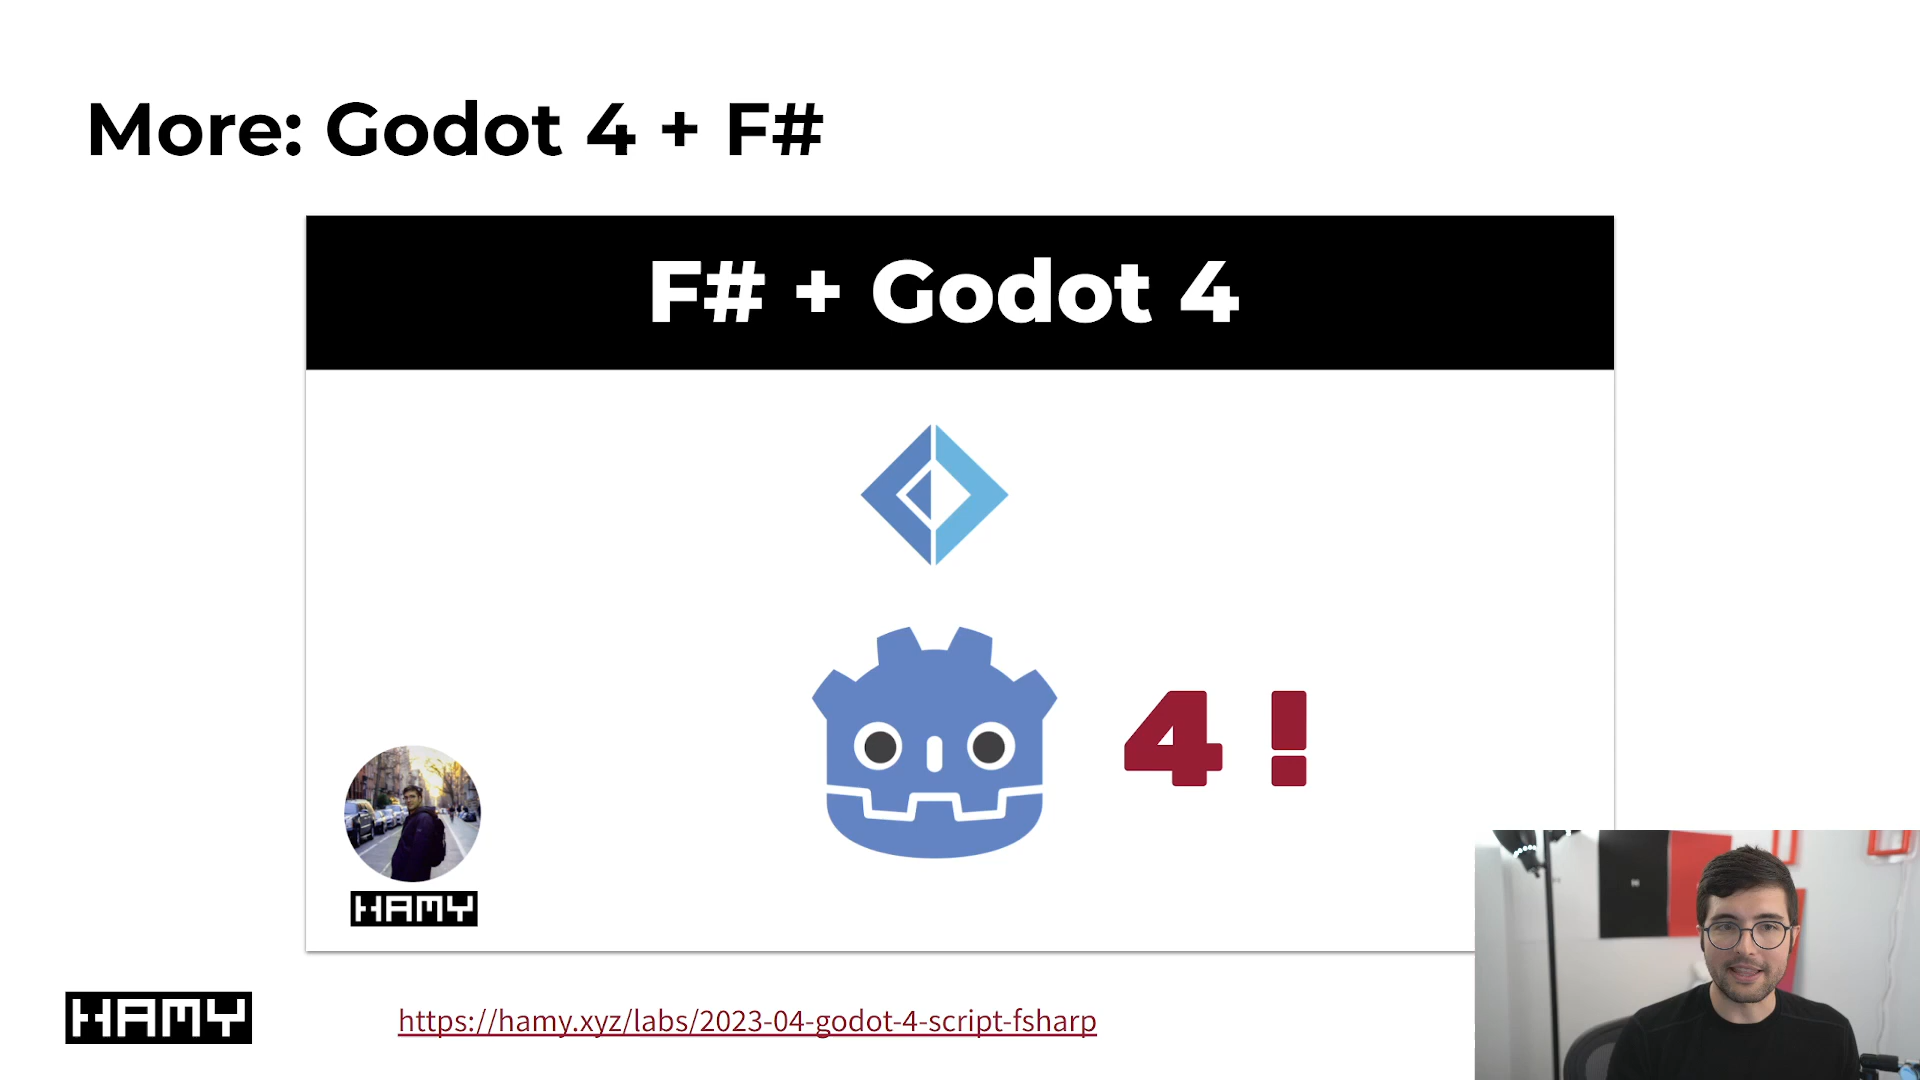 More: Godot 4 + F#
F# + Godot 4
4 !
HAMY
HAMY
https://hamy.xyz/labs/2023-04-godot-4-script-fsharp